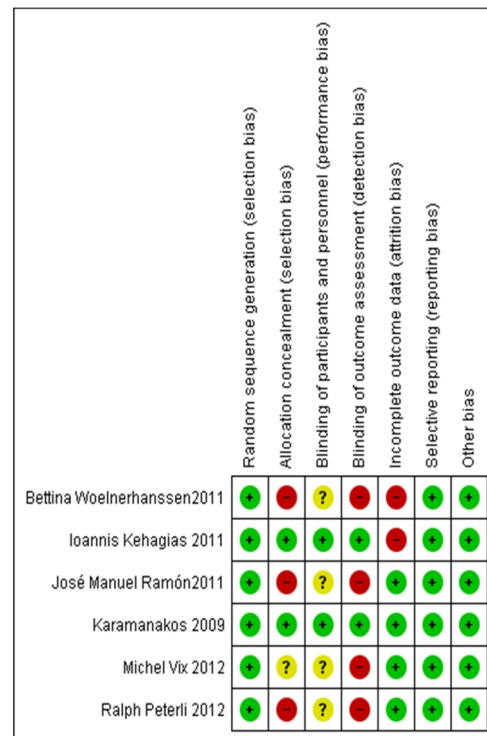 Random sequence generation (selection bias)
Allocation concealment (selection bias)
Blinding of participants and personnel (performance bias)
Blinding of outcome assessment (detection bias)
Incomplete outcome data (attrition bias)
Selective reporting (reporting bias)
Other bias
Bettina Woelnerhanssen2011 + - ? - - + +
Ioannis Kehagias 2011 + + + + - + +
José Manuel Ramón2011 + - ? - + + +
Karamanakos 2009 + + + + + + +
Michel Vix 2012 + ? ? - + + +
Ralph Peterli 2012 + - ? - + + +